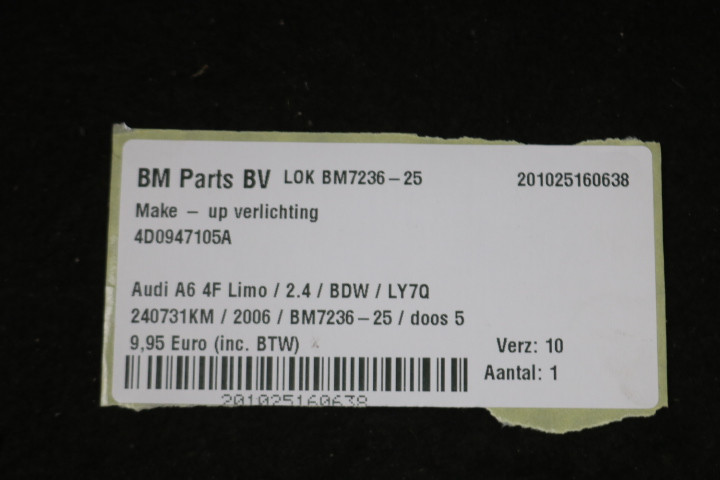 BM Parts BV LOK BM7236-25 201025160638
Make - up verlichting
4D0947105A
Audi A6 4F Limo / 2.4 / BDW / LY7Q
240731KM / 2006 / BM7236-25 / doos 5
9,95 Euro (inc. BTW) Verz: 10
Aantal: 1
201025160638